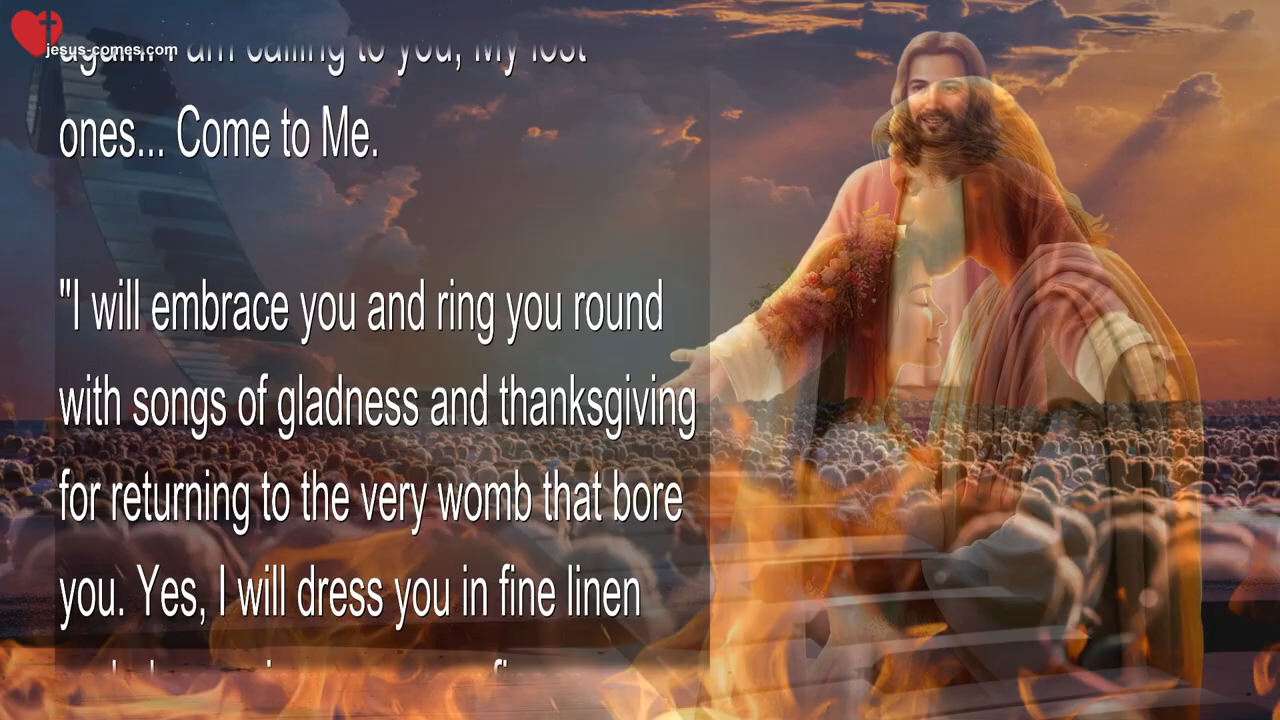 jesus-comes.com
again! I am calling to you, My lost
ones... Come to Me.
"I will embrace you and ring you round
with songs of gladness and thanksgiving
for returning to the very womb that bore
you. Yes, I will dress you in fine linen